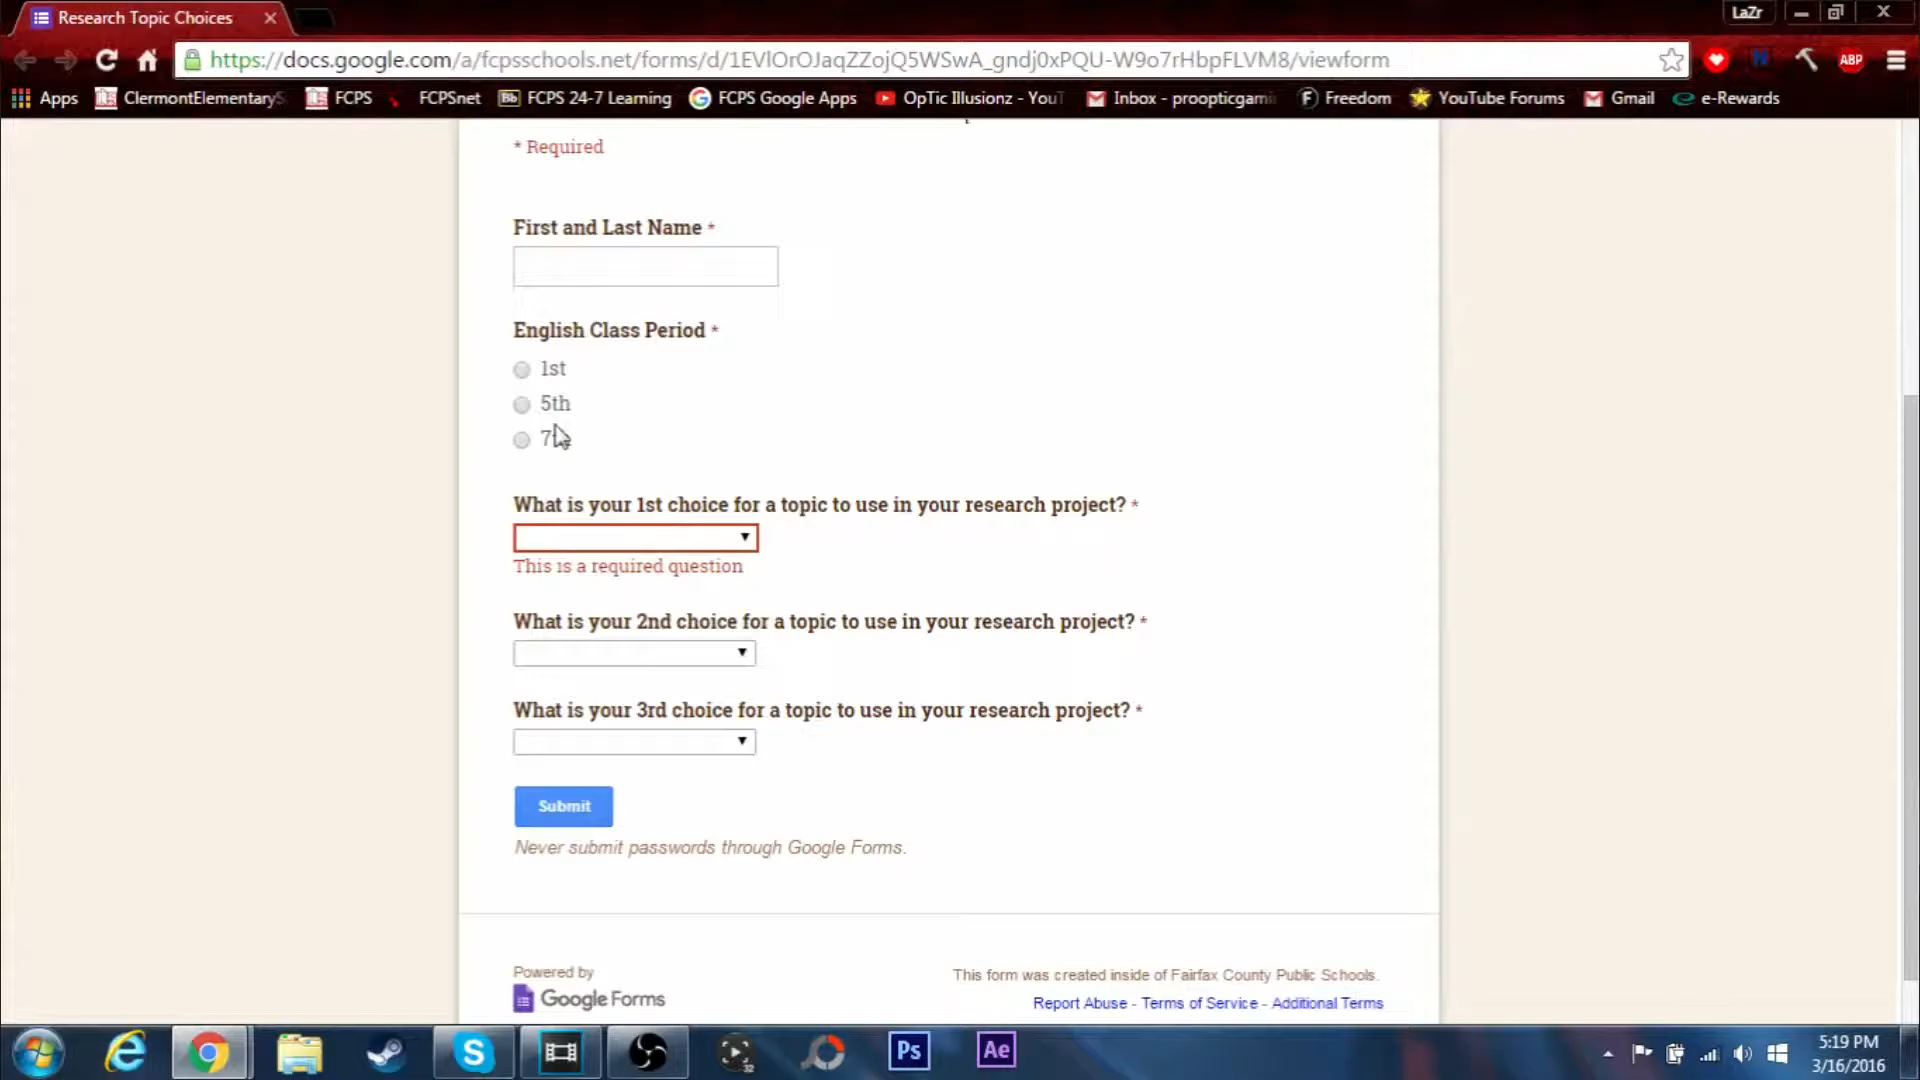 Research Topic Choices
LaZr
https://docs.google.com/a/fcpsschools.net/forms/d/1EVlOrOJaqZZojQ5WSwA_gndj0xPQU-W9o7rHbpFLVM8/viewform
ABP
Apps
ClermontElementaryS
FCPS
FCPSnet
Bb FCPS 24-7 Learning
FCPS Google Apps
OpTic Illusionz - YouT
Inbox - proopticgami
F Freedom
YouTube Forums
Gmail
e-Rewards
* Required
First and Last Name *
English Class Period *
1st
5th
7
What is your 1st choice for a topic to use in your research project? *
This is a required question
What is your 2nd choice for a topic to use in your research project? *
What is your 3rd choice for a topic to use in your research project? *
Submit
Never submit passwords through Google Forms.
Powered by
Google Forms
This form was created inside of Fairfax County Public Schools.
Report Abuse - Terms of Service - Additional Terms
32
Ps
Ae
5:19 PM
3/16/2016